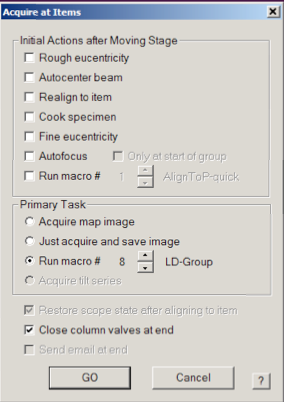 Acquire at Items
Initial Actions after Moving Stage
Rough eucentricity
Autocenter beam
Realign to item
Cook specimen
Fine eucentricity
Autofocus Only at start of group
Run macro # 1 AlignToP-quick
Primary Task
Acquire map image
Just acquire and save image
Run macro # 8 LD-Group
Acquire tilt series
Restore scope state after aligning to item
Close column valves at end
Send email at end
GO Cancel ?